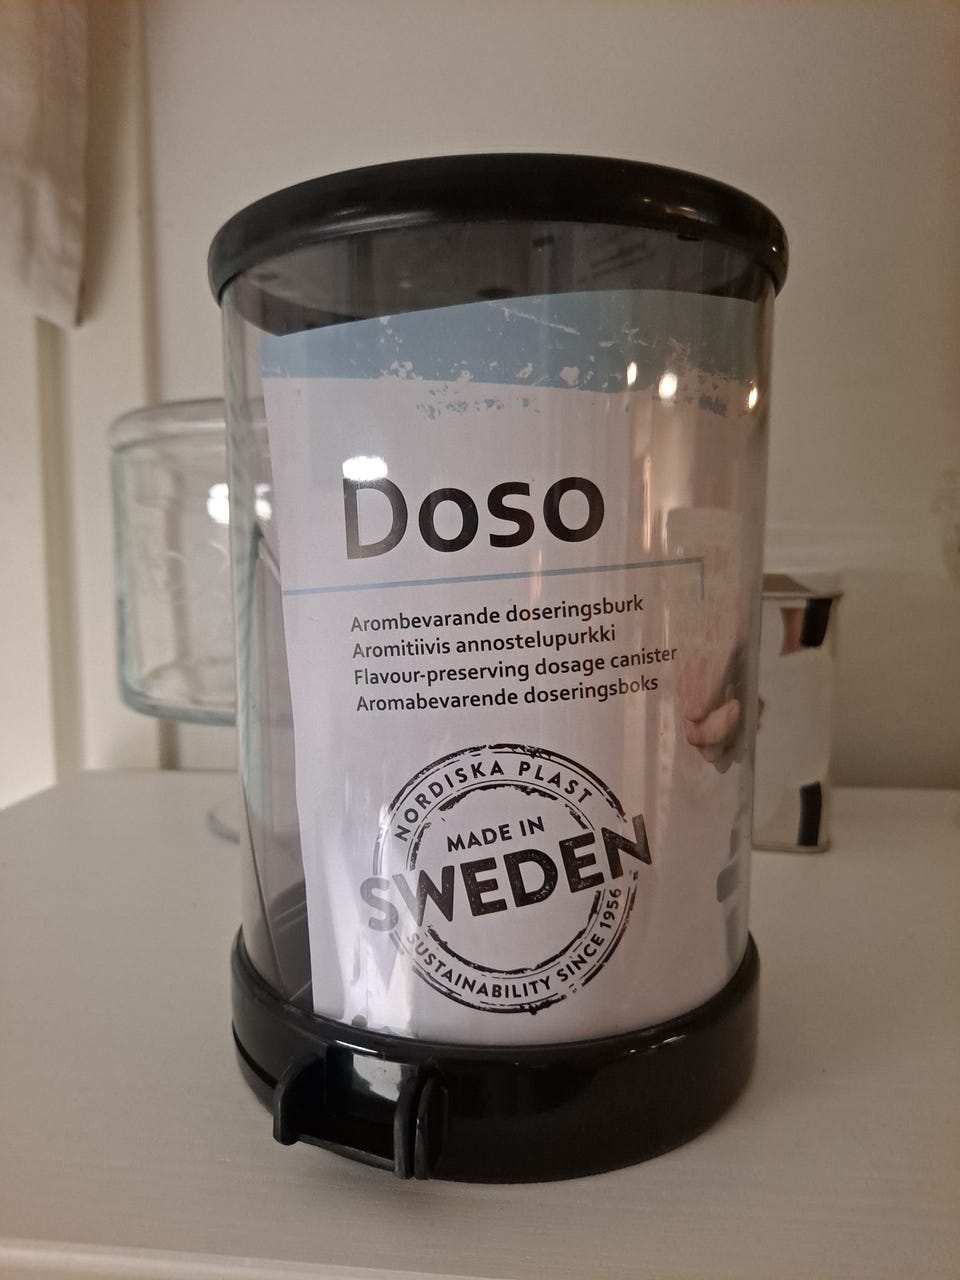 Doso
Arombevarande doseringsburk
Aromitiivis annostelupurkki
Flavour-preserving dosage canister
Aromabevarende doseringsboks
NORDISKA PLAST
MADE IN
SWEDEN
SUSTAINABILITY SINCE 1956